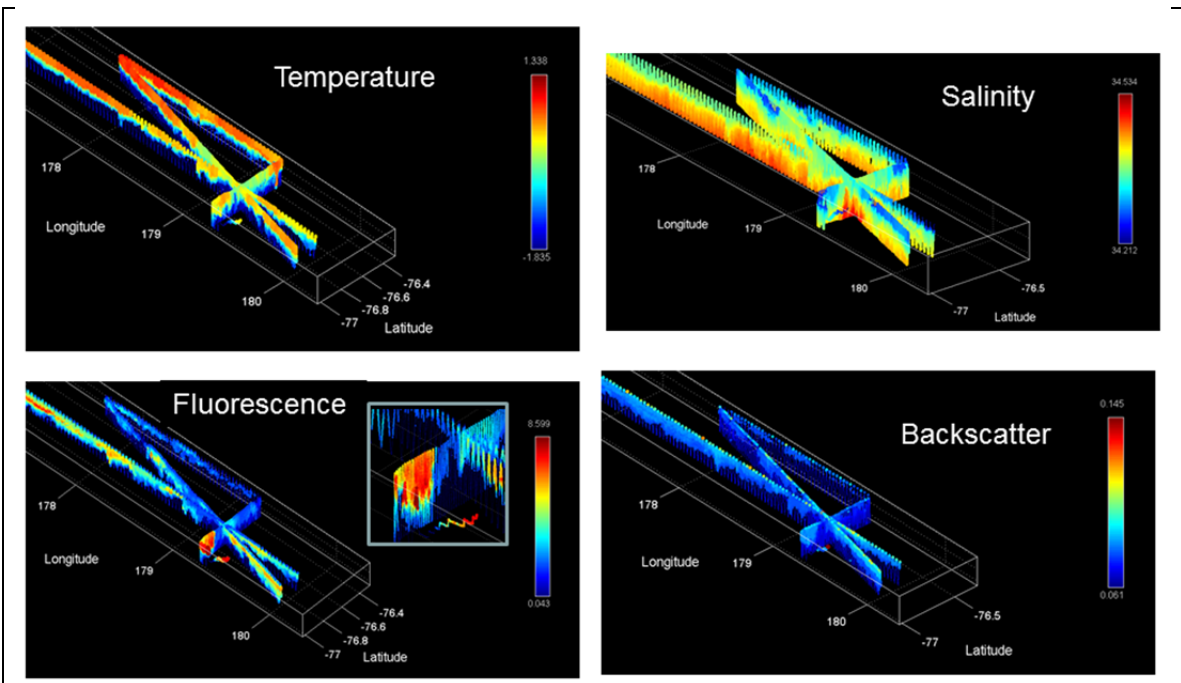 Temperature
1.338
-1.835
178
Longitude
179
180
-76.4
-76.6
-76.8
-77
Latitude
Salinity
34.534
34.212
178
Longitude
179
180
-76.5
-77
Latitude
Fluorescence
8.599
0.043
178
Longitude
179
180
-76.4
-76.6
-76.8
-77
Latitude
Backscatter
0.145
0.061
178
Longitude
179
180
-76.5
-77
Latitude